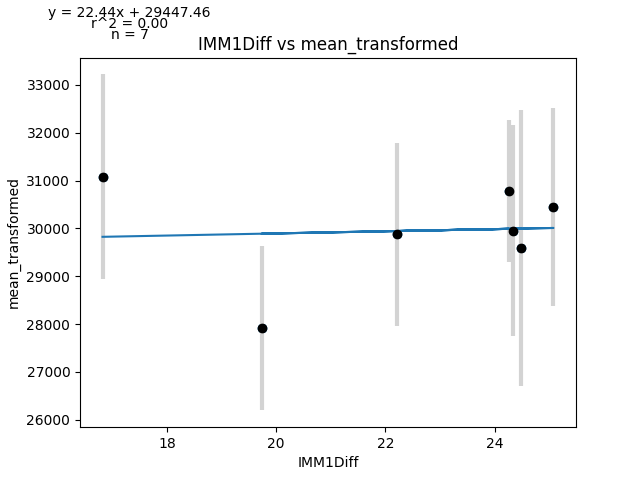 y = 22.44x + 29447.46
r^2 = 0.00
n = 7
IMM1Diff vs mean_transformed
33000
32000
31000
30000
29000
28000
27000
26000
mean_transformed
18
20
22
24
IMM1Diff